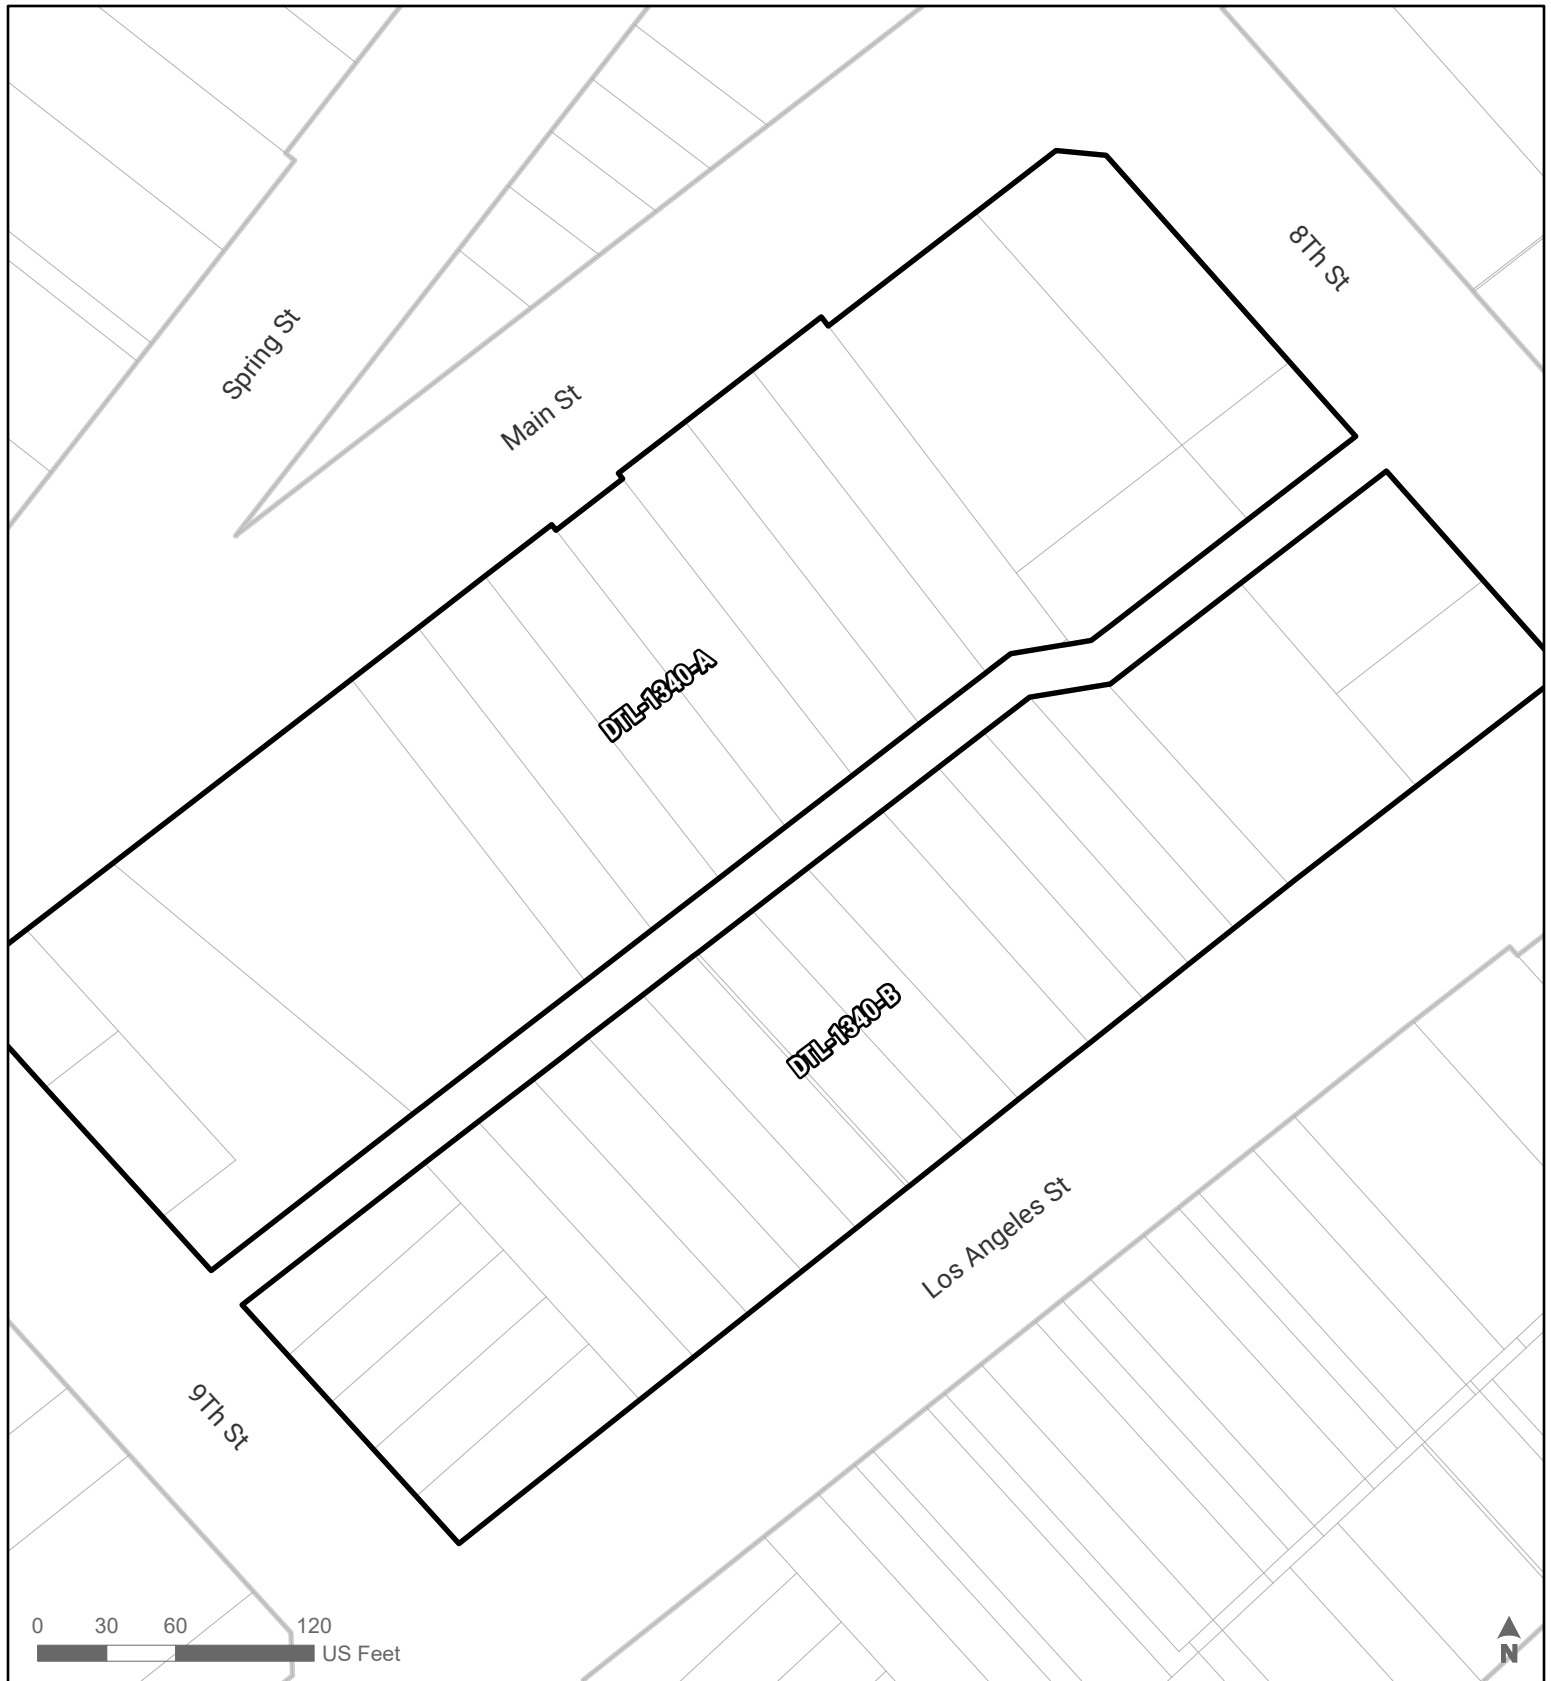 8Th St
Spring St
Main St
DTL-1340-A
DTL-1340-B
Los Angeles St
9Th St
0 30 60 120
US Feet
N